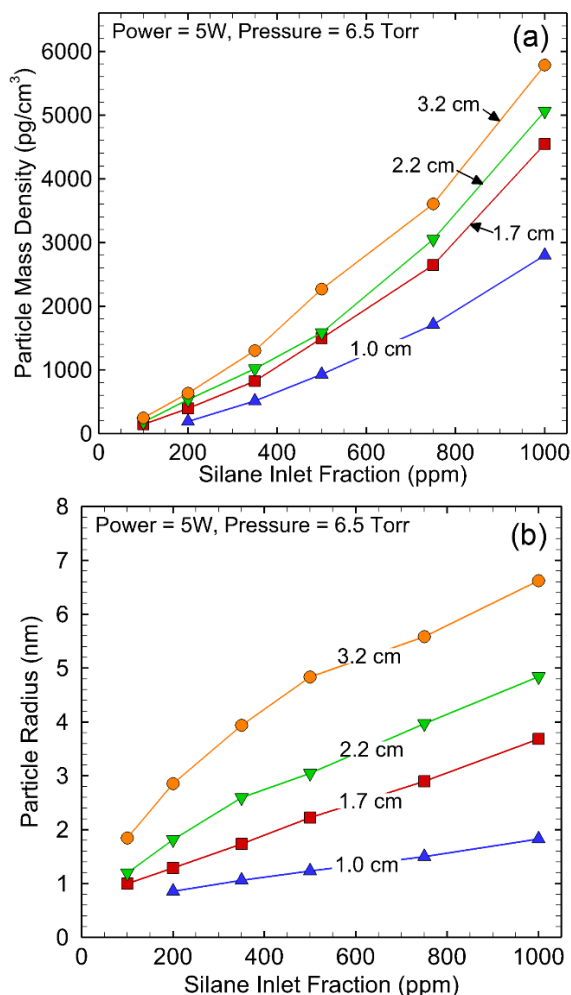 Power = 5W, Pressure = 6.5 Torr
(a)
6000
5000
4000
3000
2000
1000
0
Particle Mass Density (pg/cm³)
3.2 cm
2.2 cm
1.7 cm
1.0 cm
0 200 400 600 800 1000
Silane Inlet Fraction (ppm)
Power = 5W, Pressure = 6.5 Torr
(b)
8
7
6
5
4
3
2
1
0
Particle Radius (nm)
3.2 cm
2.2 cm
1.7 cm
1.0 cm
0 200 400 600 800 1000
Silane Inlet Fraction (ppm)